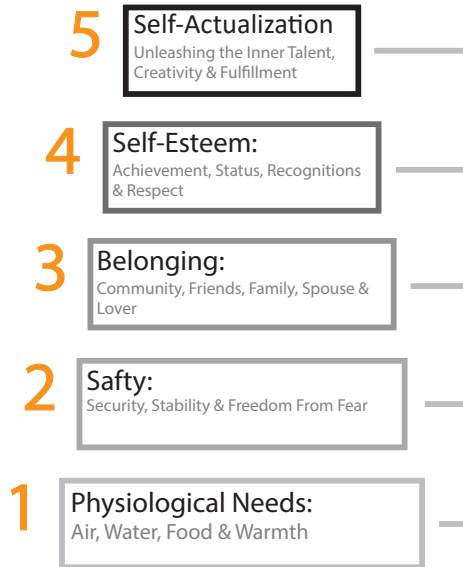 5
Self-Actualization
Unleashing the Inner Talent,
Creativity & Fulfillment
4
Self-Esteem:
Achievement, Status, Recognitions
& Respect
3
Belonging:
Community, Friends, Family, Spouse &
Lover
2
Safty:
Security, Stability & Freedom From Fear
1
Physiological Needs:
Air, Water, Food & Warmth